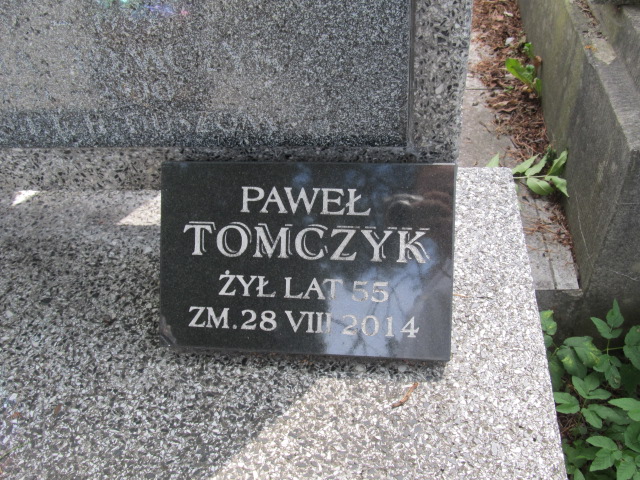 PAWEŁ
TOMCZYK
ŻYŁ LAT 55
ZM. 28 VIII 2014